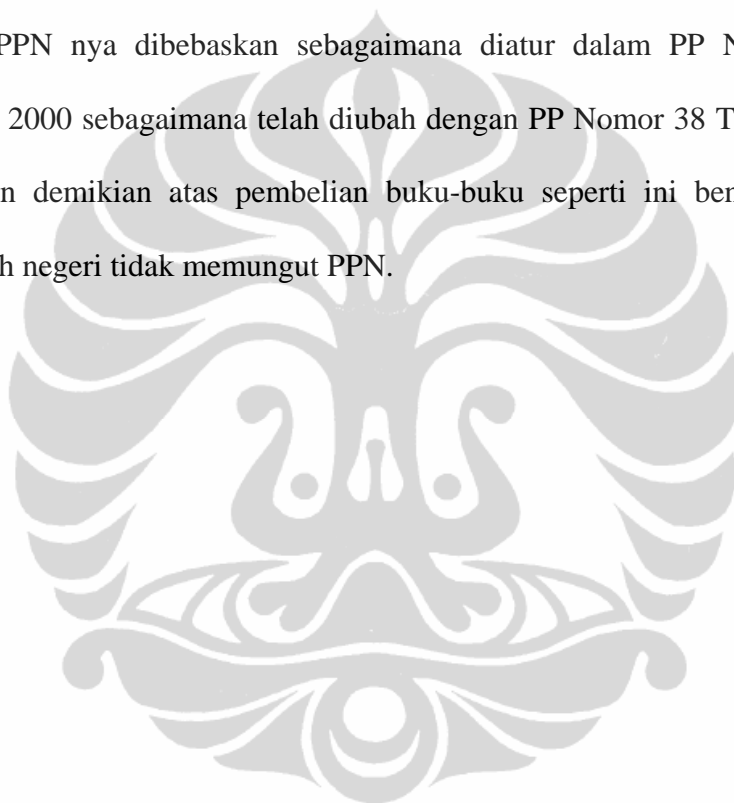 PPN nya dibebaskan sebagaimana diatur dalam PP N
2000 sebagaimana telah diubah dengan PP Nomor 38 T
n demikian atas pembelian buku-buku seperti ini ben
h negeri tidak memungut PPN.